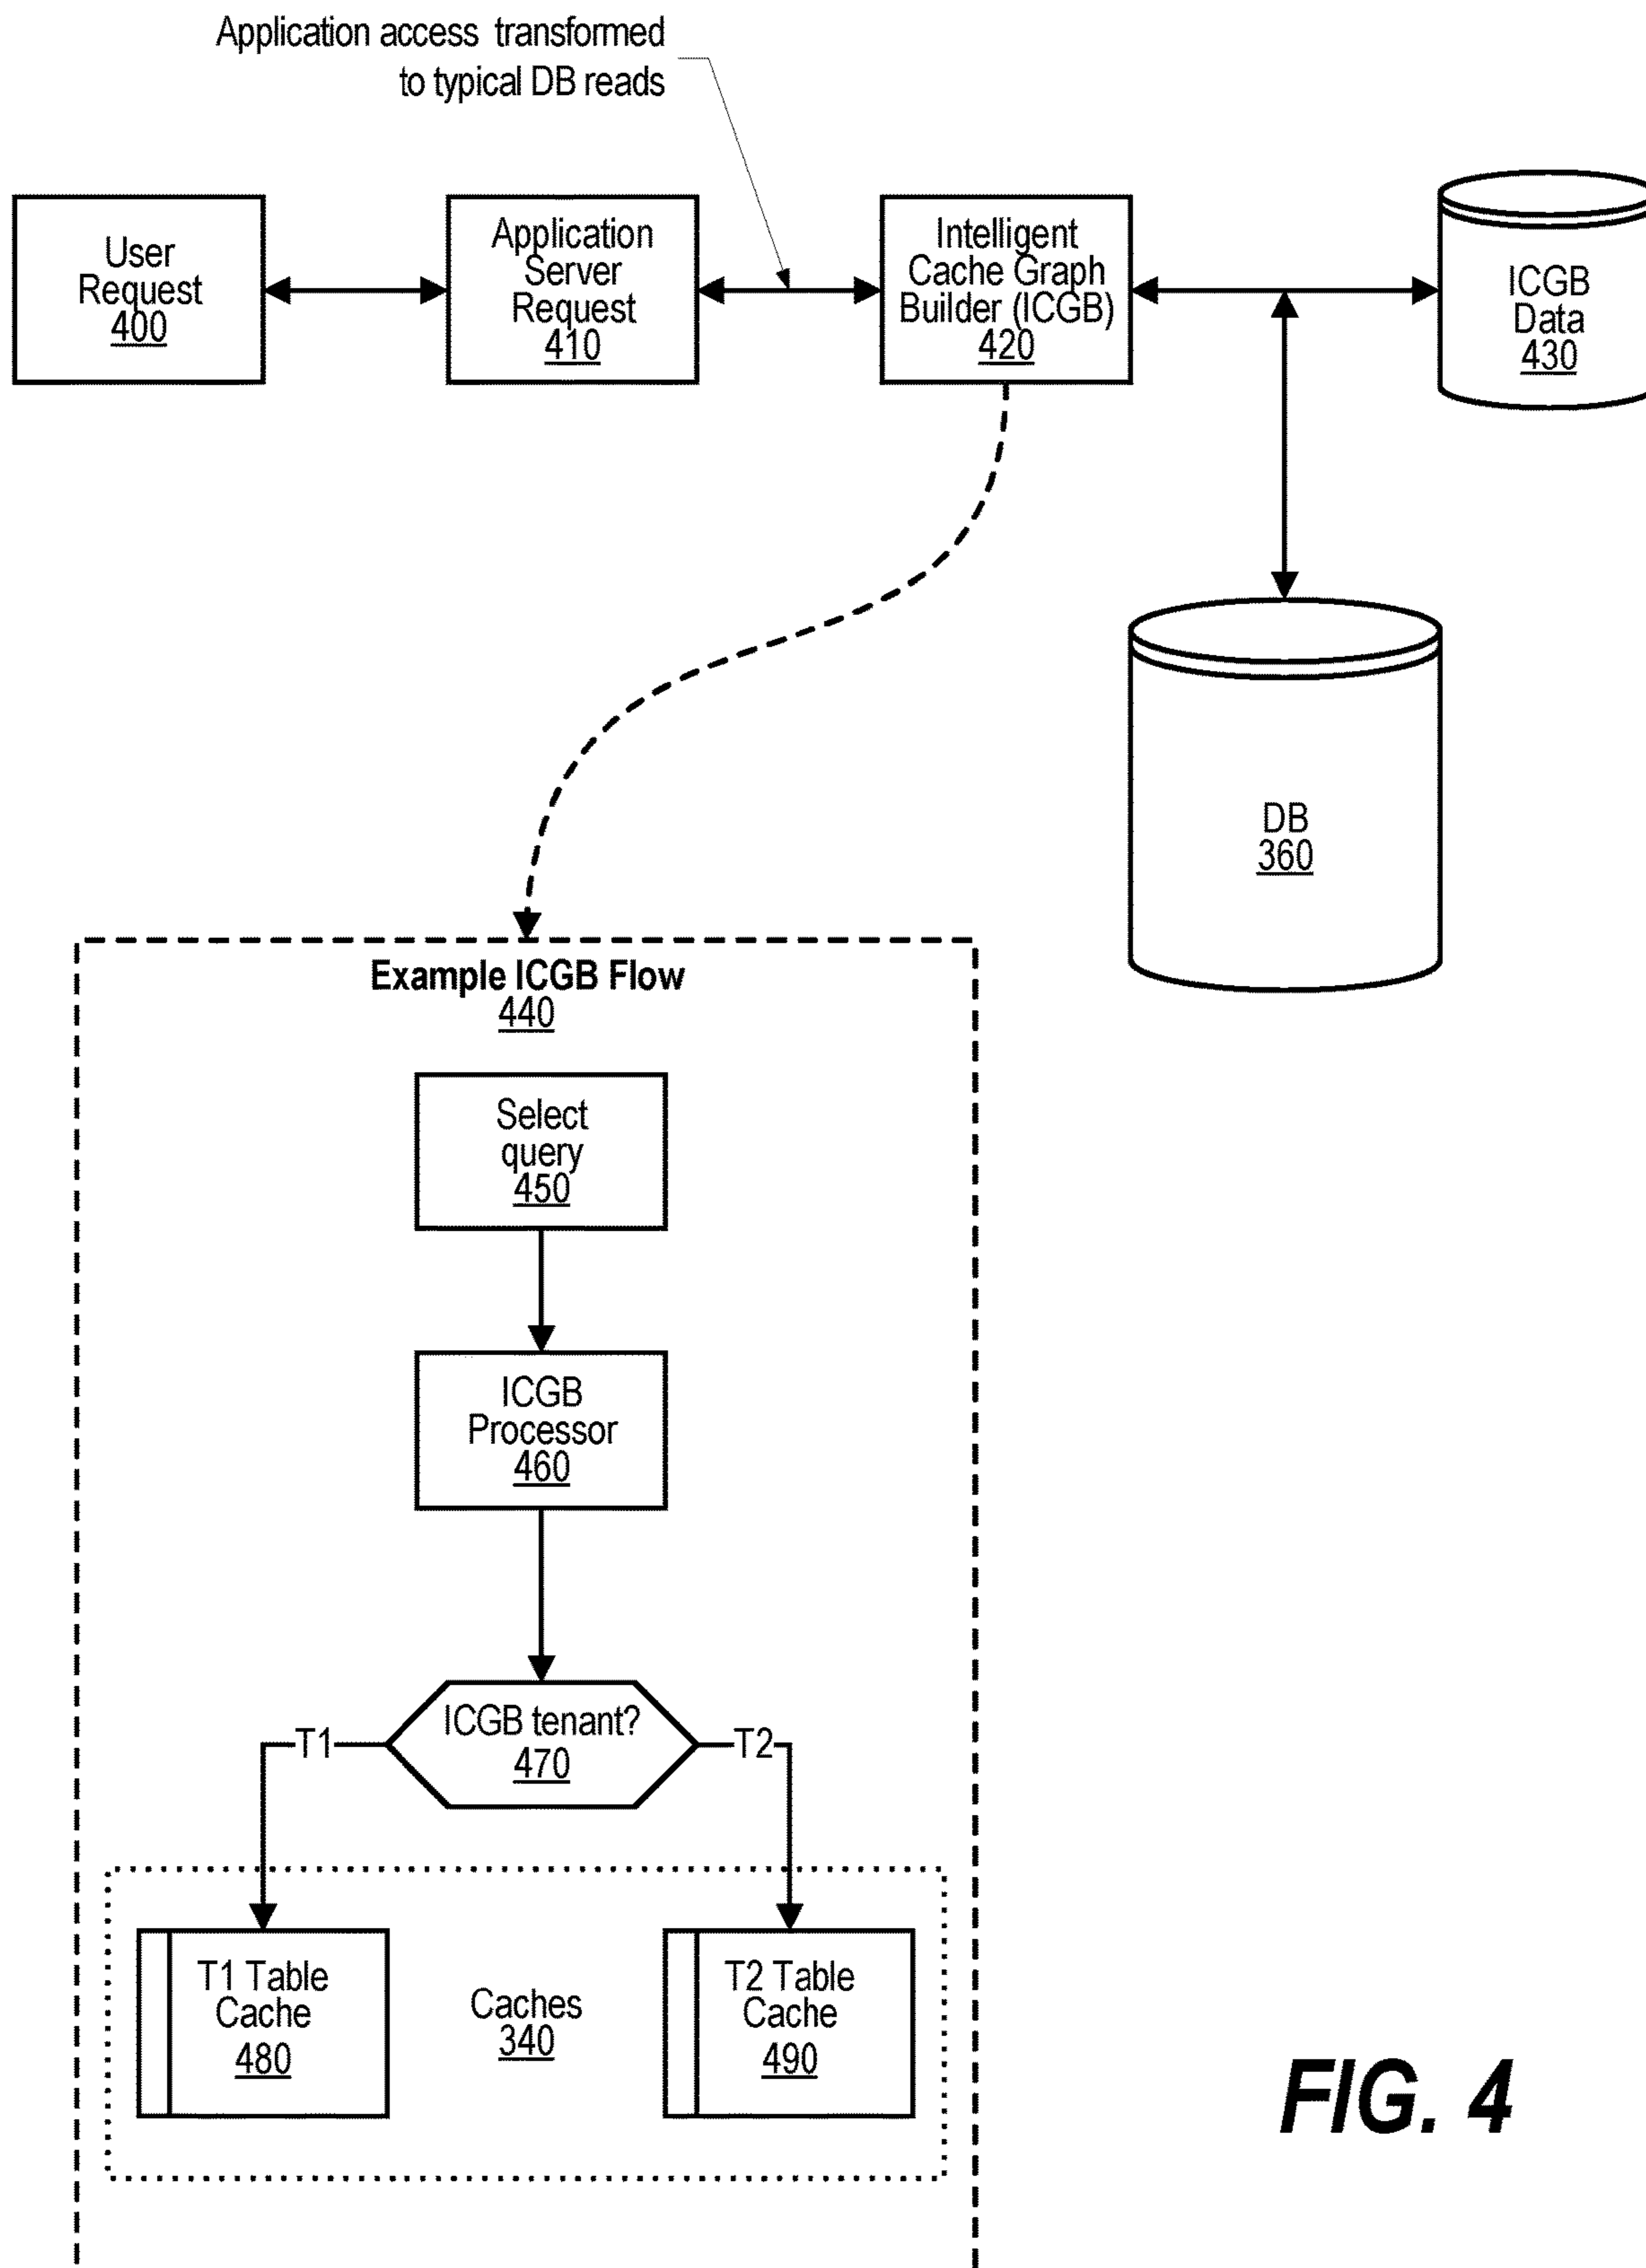 Application access transformed
to typical DB reads
User
Request
400
Application
Server
Request
410
Intelligent
Cache Graph
Builder (ICGB)
420
ICGB
Data
430
DB
360
Example ICGB Flow
440
Select
query
450
ICGB
Processor
460
ICGB tenant?
470
T1
T2
T1 Table
Cache
480
Caches
340
T2 Table
Cache
490
FIG. 4